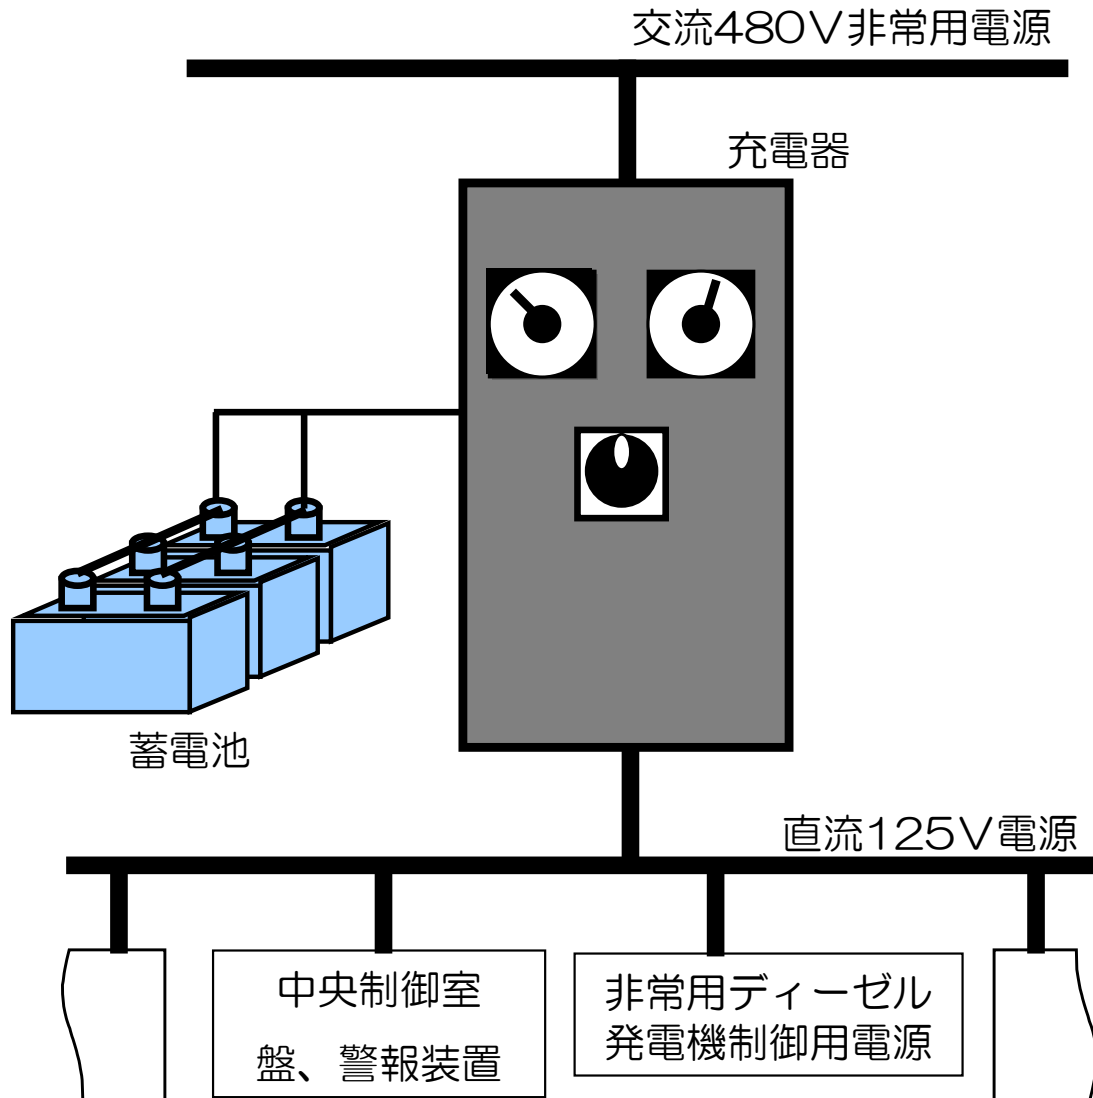 交流480V非常用電源
充電器
蓄電池
直流125V電源
中央制御室
盤、警報装置
非常用ディーゼル
発電機制御用電源